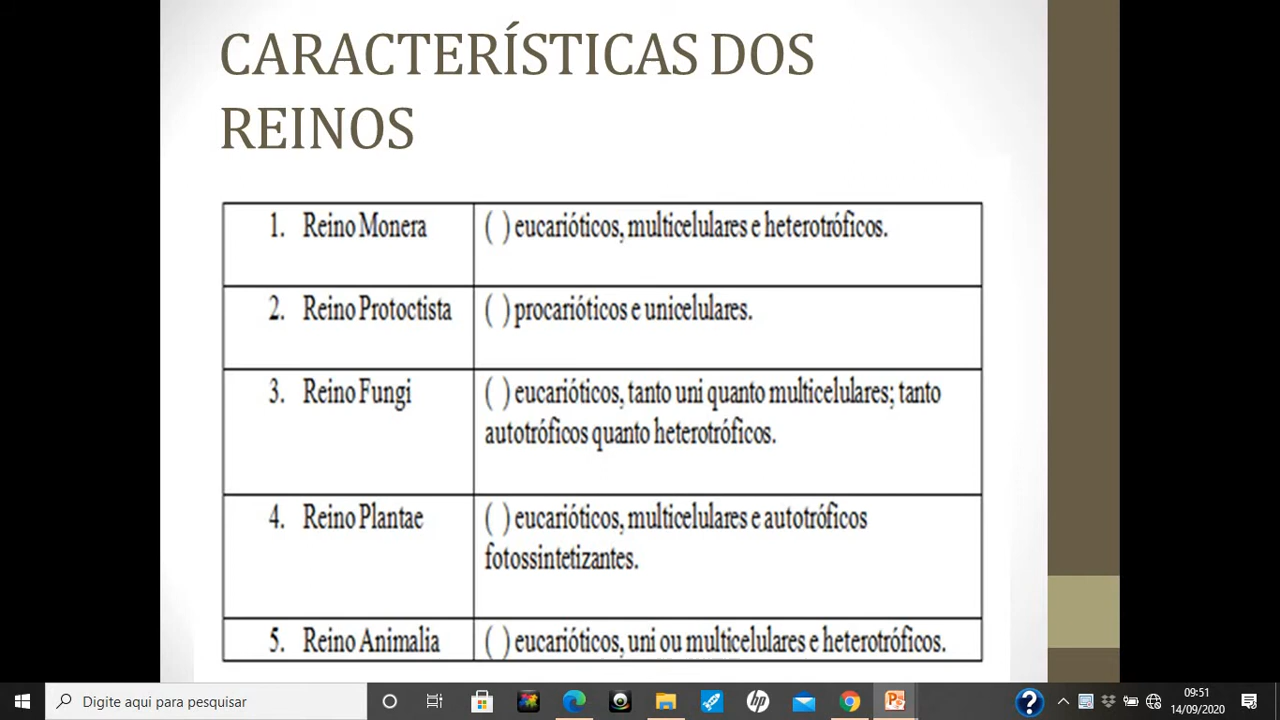 CARACTERÍSTICAS DOS
REINOS
1. Reino Monera
( ) eucarióticos, multicelulares e heterotróficos.
2. Reino Protoctista
( ) procarióticos e unicelulares.
3. Reino Fungi
( ) eucarióticos, tanto uni quanto multicelulares; tanto
autotróficos quanto heterotróficos.
4. Reino Plantae
( ) eucarióticos, multicelulares e autotróficos
fotossintetizantes.
5. Reino Animalia
( ) eucarióticos, uni ou multicelulares e heterotróficos.
Digite aqui para pesquisar
hp
?
09:51
14/09/2020